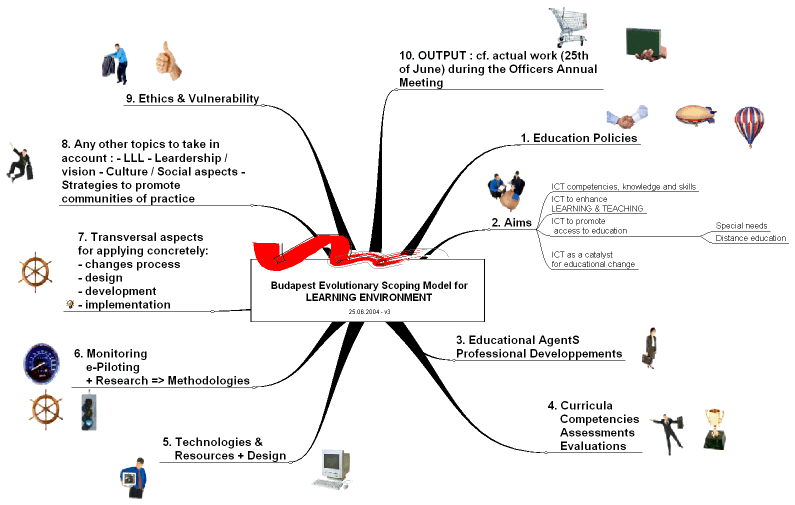 10. OUTPUT : cf. actual work (25th
of June) during the Officers Annual
Meeting
9. Ethics & Vulnerability
1. Education Policies
8. Any other topics to take in
account : - LLL - Leardership /
vision - Culture / Social aspects -
Strategies to promote
communities of practice
2. Aims
ICT competencies, knowledge and skills
ICT to enhance
LEARNING & TEACHING
ICT to promote
access to education
Special needs
Distance education
ICT as a catalyst
for educational change
7. Transversal aspects
for applying concretely:
- changes process
- design
- development
- implementation
Budapest Evolutionary Scoping Model for
LEARNING ENVIRONMENT
25.06.2004 - v3
3. Educational AgentS
Professional Developpements
6. Monitoring
e-Piloting
+ Research => Methodologies
4. Curricula
Competencies
Assessments
Evaluations
5. Technologies &
Resources + Design